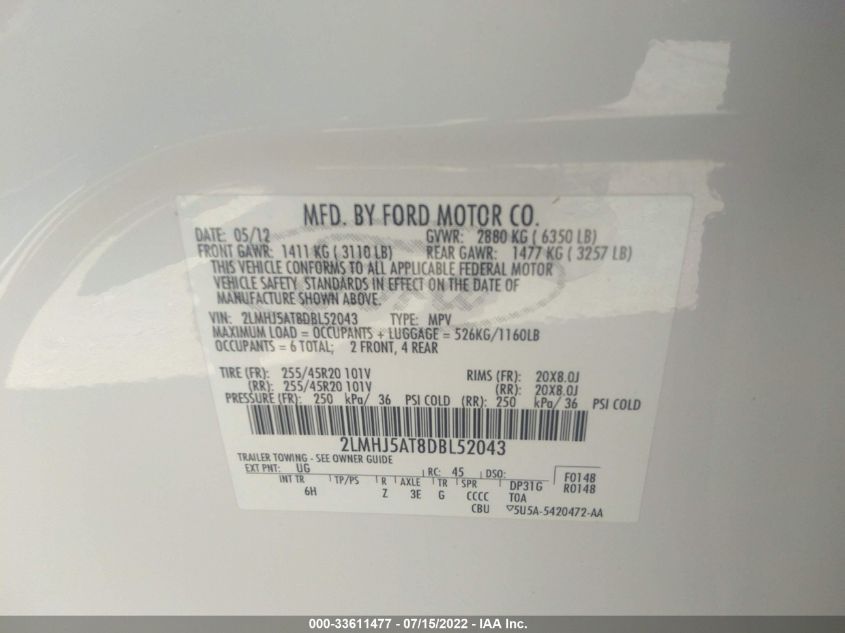 MFD. BY FORD MOTOR CO.
DATE: 05/12 GVWR: 2880 KG ( 6350 LB)
FRONT GAWR: 1411 KG ( 3110 LB) REAR GAWR: 1477 KG ( 3257 LB)
THIS VEHICLE CONFORMS TO ALL APPLICABLE FEDERAL MOTOR
VEHICLE SAFETY STANDARDS IN EFFECT ON THE DATE OF
MANUFACTURE SHOWN ABOVE.
VIN: 2LMHJ5AT8DBL52043 TYPE: MPV
MAXIMUM LOAD = OCCUPANTS + LUGGAGE = 526KG/1160LB
OCCUPANTS = 6 TOTAL; 2 FRONT, 4 REAR
TIRE (FR): 255/45R20 101V RIMS (FR): 20X8.0J
(RR): 255/45R20 101V (RR): 20X8.0J
PRESSURE (FR): 250 kPa/ 36 PSI COLD (RR): 250 kPa/ 36 PSI COLD
2LMHJ5AT8DBL52043
TRAILER TOWING - SEE OWNER GUIDE
EXT PNT: UG RC: 45 DSO: F0148
INT TR TP/PS R AXLE TR SPR DP31G R0148
6H Z 3E G CCCC TOA
CBU 5U5A-5420472-AA
000-33611477 - 07/15/2022 - IAAI.com